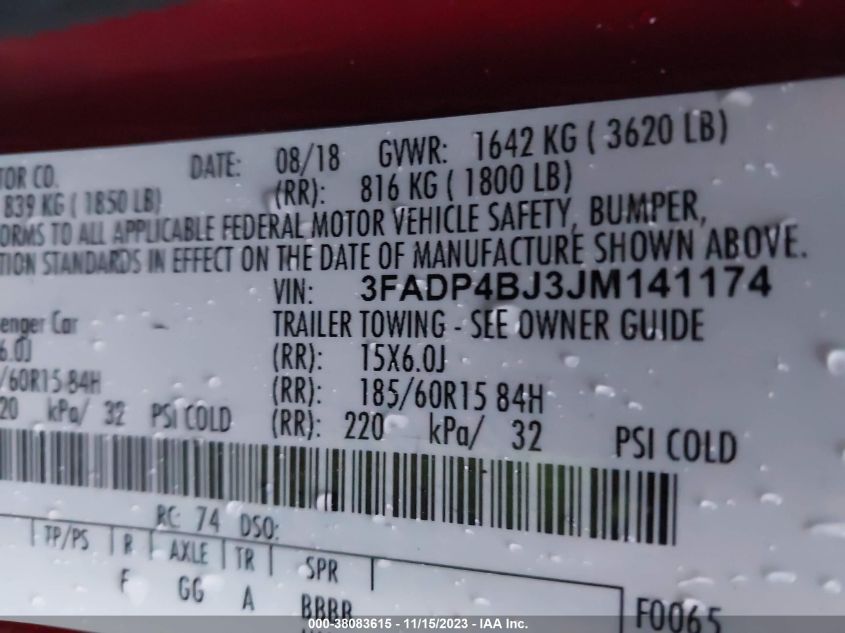 TOR CO. DATE: 08/18 GVWR: 1642 KG ( 3620 LB)
839 KG ( 1850 LB) (RR): 816 KG ( 1800 LB)
ORMS TO ALL APPLICABLE FEDERAL MOTOR VEHICLE SAFETY, BUMPER,
TION STANDARDS IN EFFECT ON THE DATE OF MANUFACTURE SHOWN ABOVE.
VIN: 3FADP4BJ3JM141174
enger Car TRAILER TOWING - SEE OWNER GUIDE
6.0J (RR): 15X6.0J
/60R15 84H (RR): 185/60R15 84H
20 kPa/ 32 PSI COLD (RR): 220 kPa/ 32 PSI COLD
RC: 74 DSO:
TP/PS R AXLE TR SPR
F GG A BBBR F0065
000-38083615 - 11/15/2023 - IAA Inc.